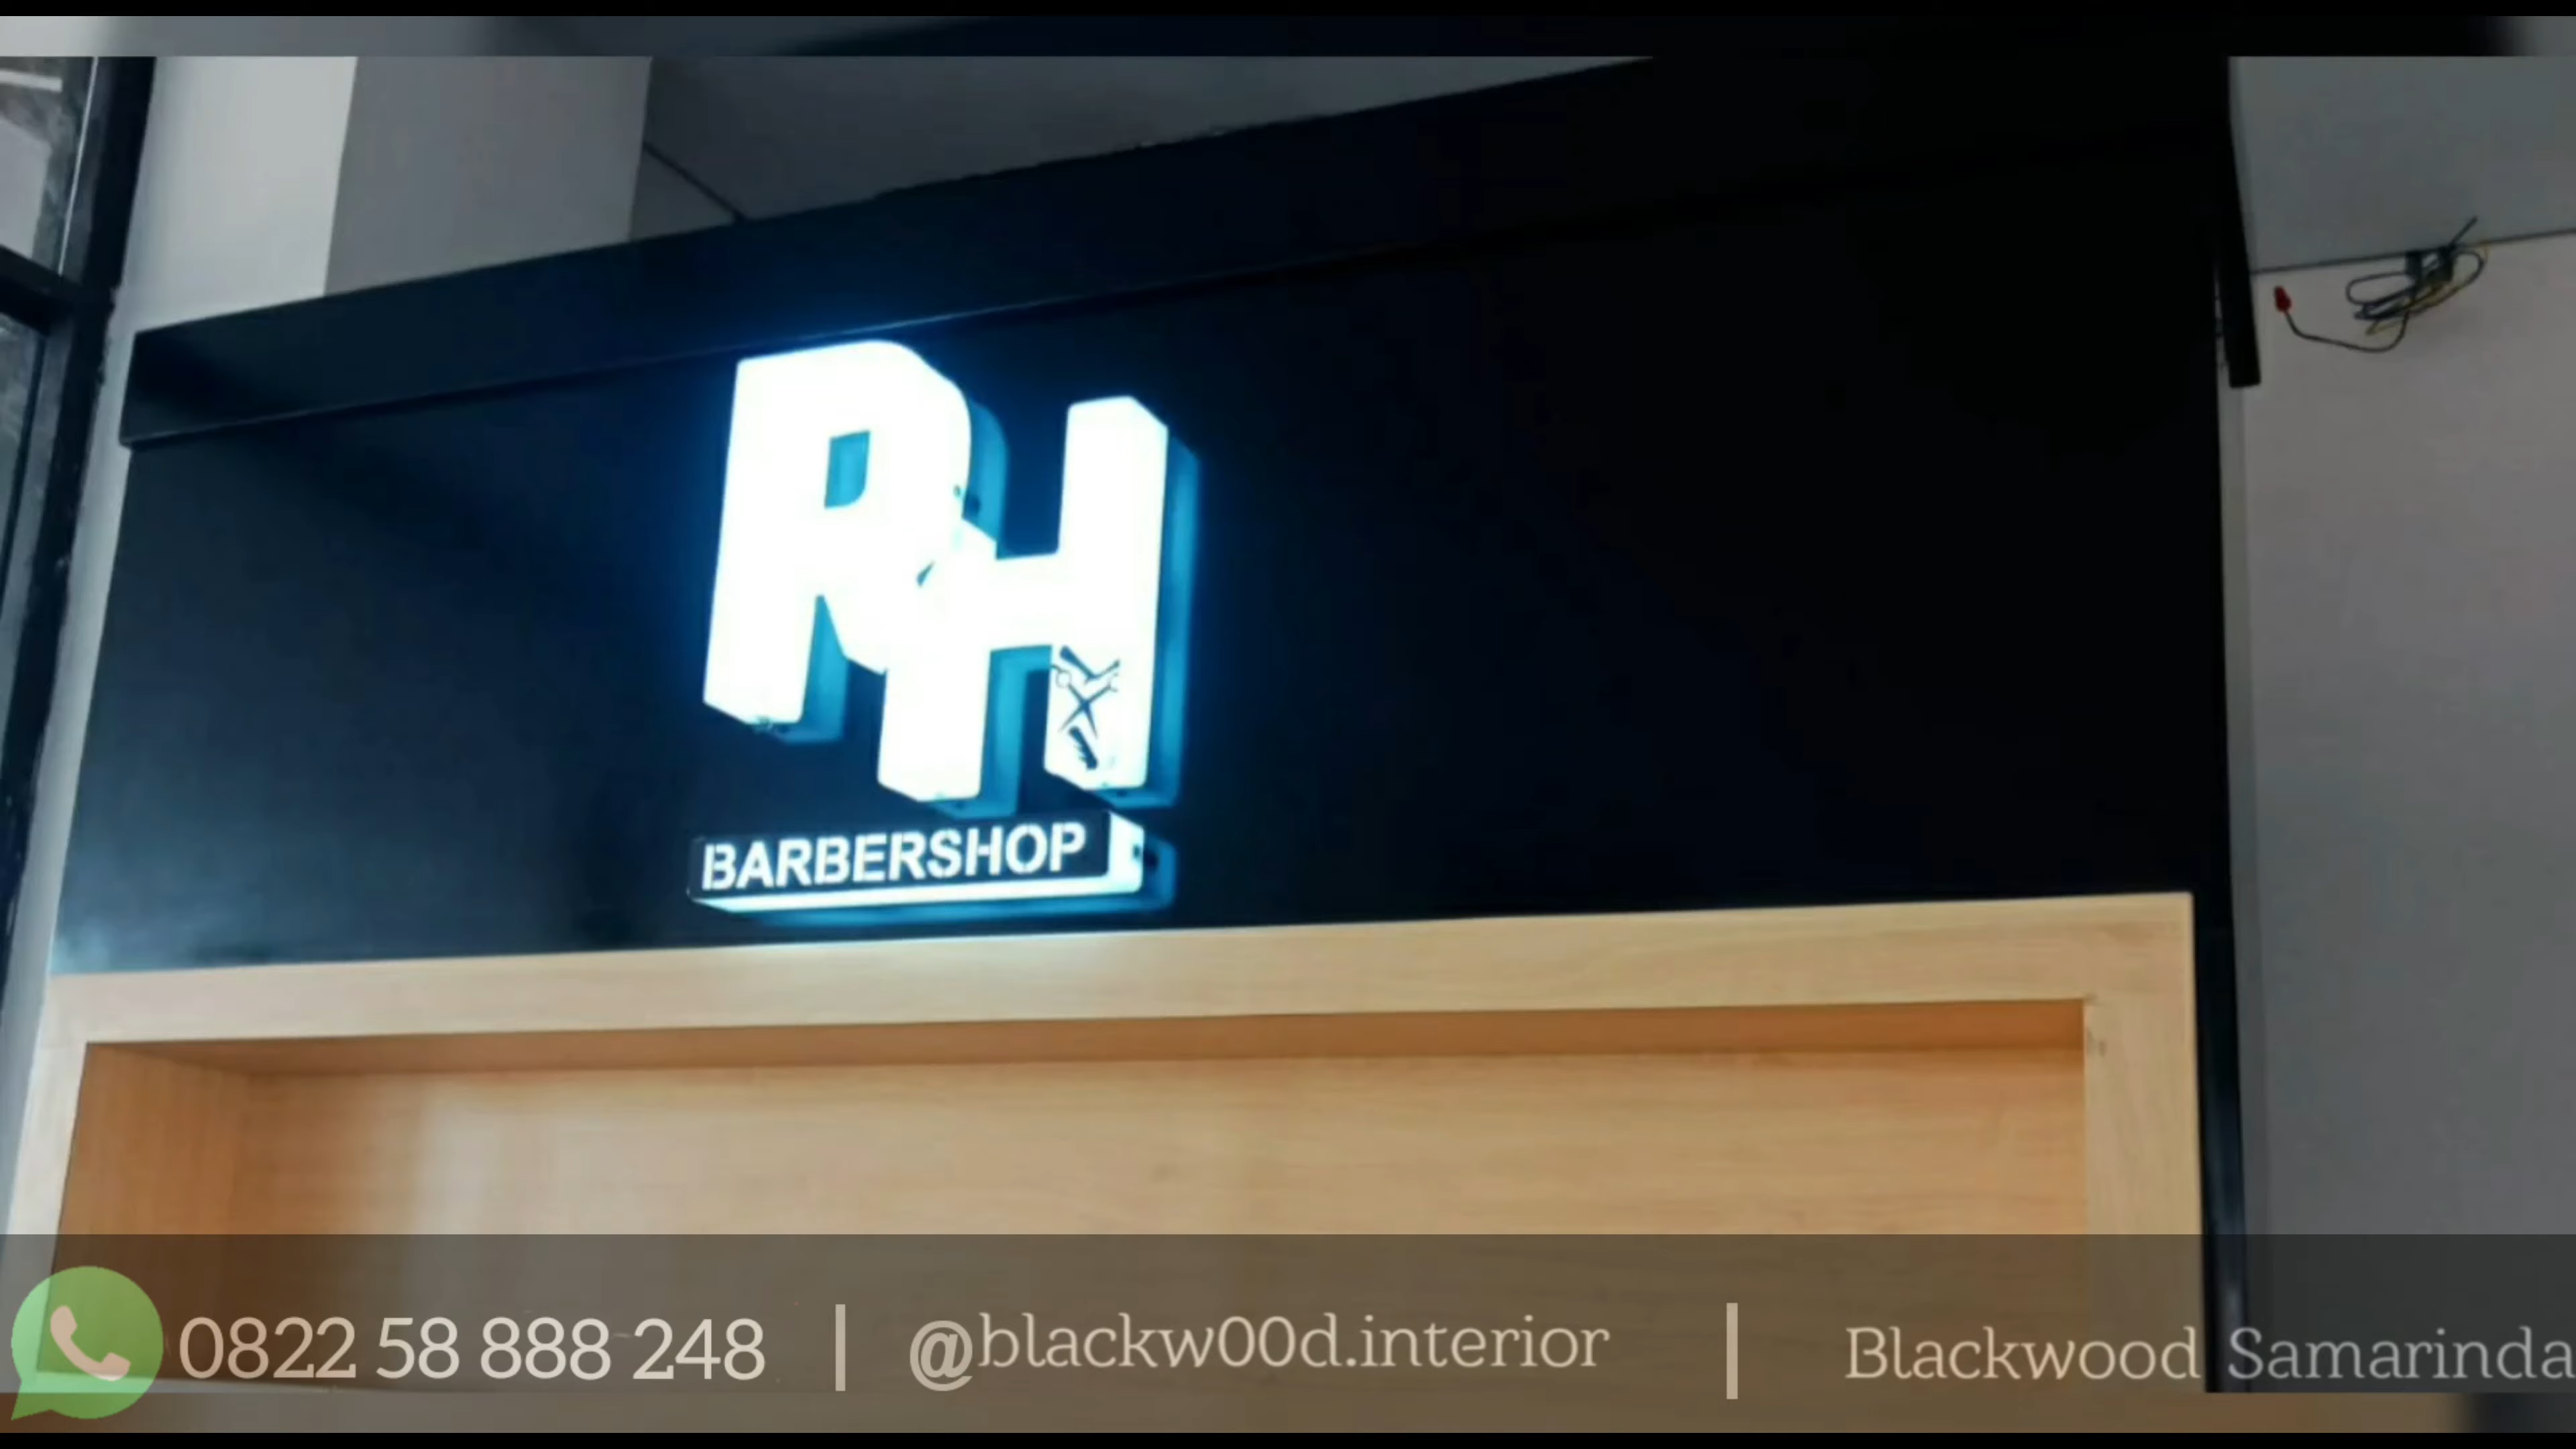 RH
BARBERSHOP
0822 58 888 248 | @blackw00d.interior | Blackwood Samarinda